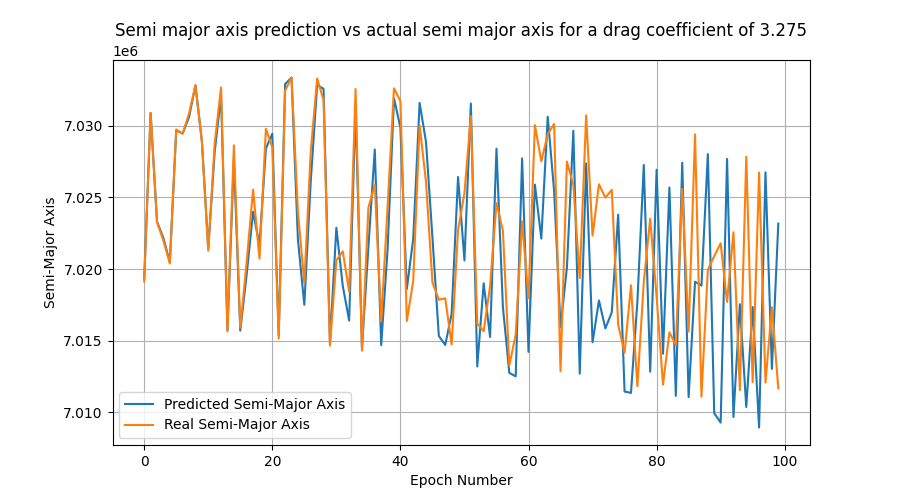 Semi major axis prediction vs actual semi major axis for a drag coefficient of 3.275
1e6
7.030
7.025
7.020
7.015
7.010
Semi-Major Axis
Predicted Semi-Major Axis
Real Semi-Major Axis
0 20 40 60 80 100
Epoch Number